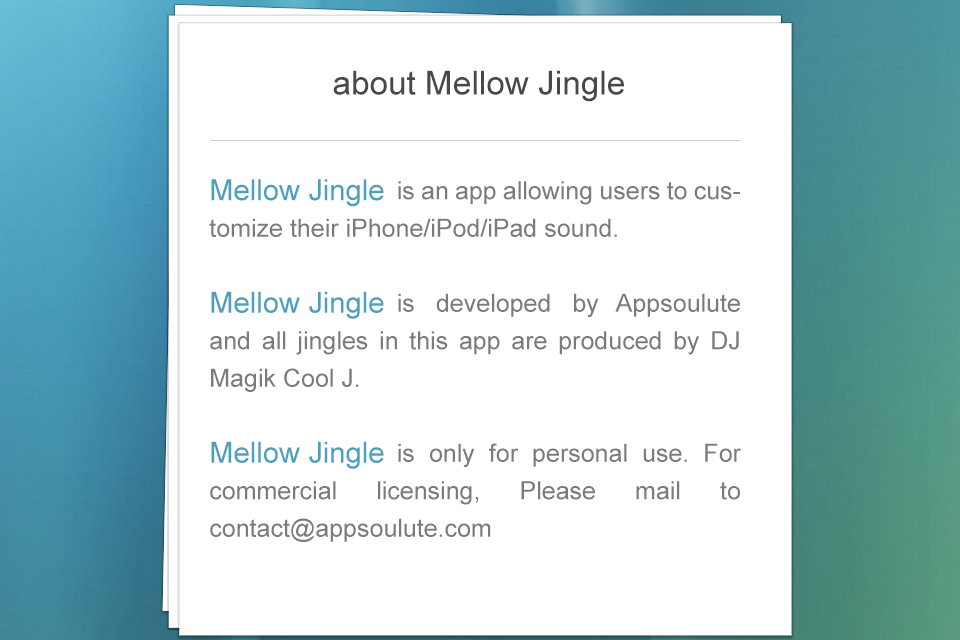 about Mellow Jingle
Mellow Jingle is an app allowing users to cus-
tomize their iPhone/iPod/iPad sound.
Mellow Jingle is developed by Appsoulute
and all jingles in this app are produced by DJ
Magik Cool J.
Mellow Jingle is only for personal use. For
commercial licensing, Please mail to
contact@appsoulute.com